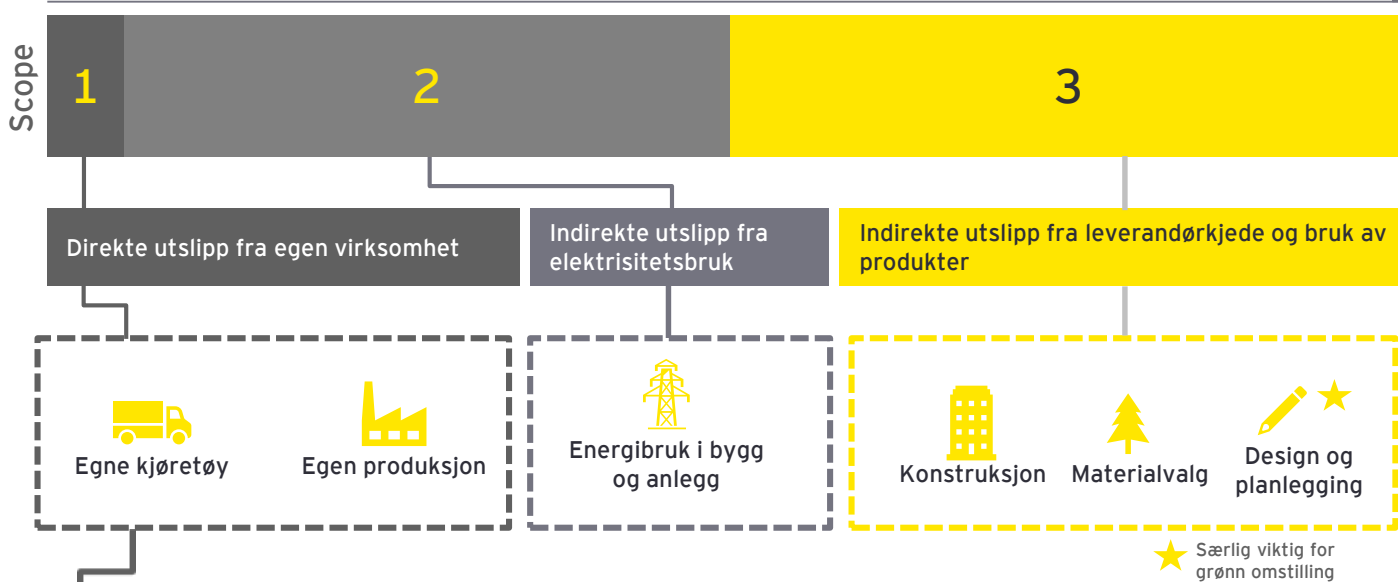 Scope
1
2
3
Direkte utslipp fra egen virksomhet
Indirekte utslipp fra
elektrisitetsbruk
Indirekte utslipp fra leverandørkjede og bruk av
produkter
Egne kjøretøy
Egen produksjon
Energibruk i bygg
og anlegg
Konstruksjon
Materialvalg
Design og
planlegging
Særlig viktig for
grønn omstilling